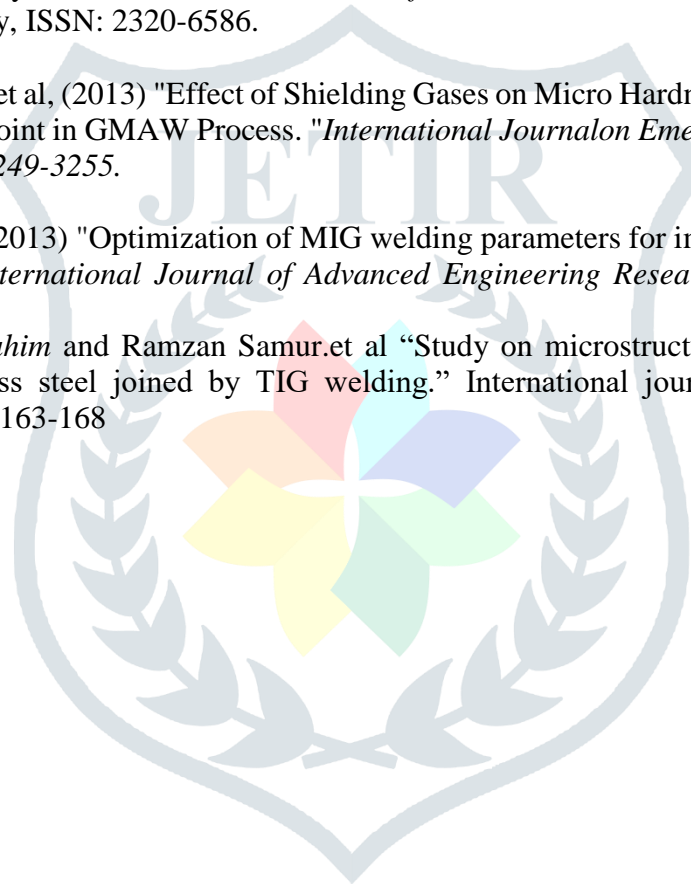 y, ISSN: 2320-6586.
et al, (2013) "Effect of Shielding Gases on Micro Hardn
oint in GMAW Process. "International Journalon Eme
249-3255.
2013) "Optimization of MIG welding parameters for in
ternational Journal of Advanced Engineering Resea
JETIR
ahim and Ramzan Samur.et al “Study on microstruct
ss steel joined by TIG welding.” International jour
163-168